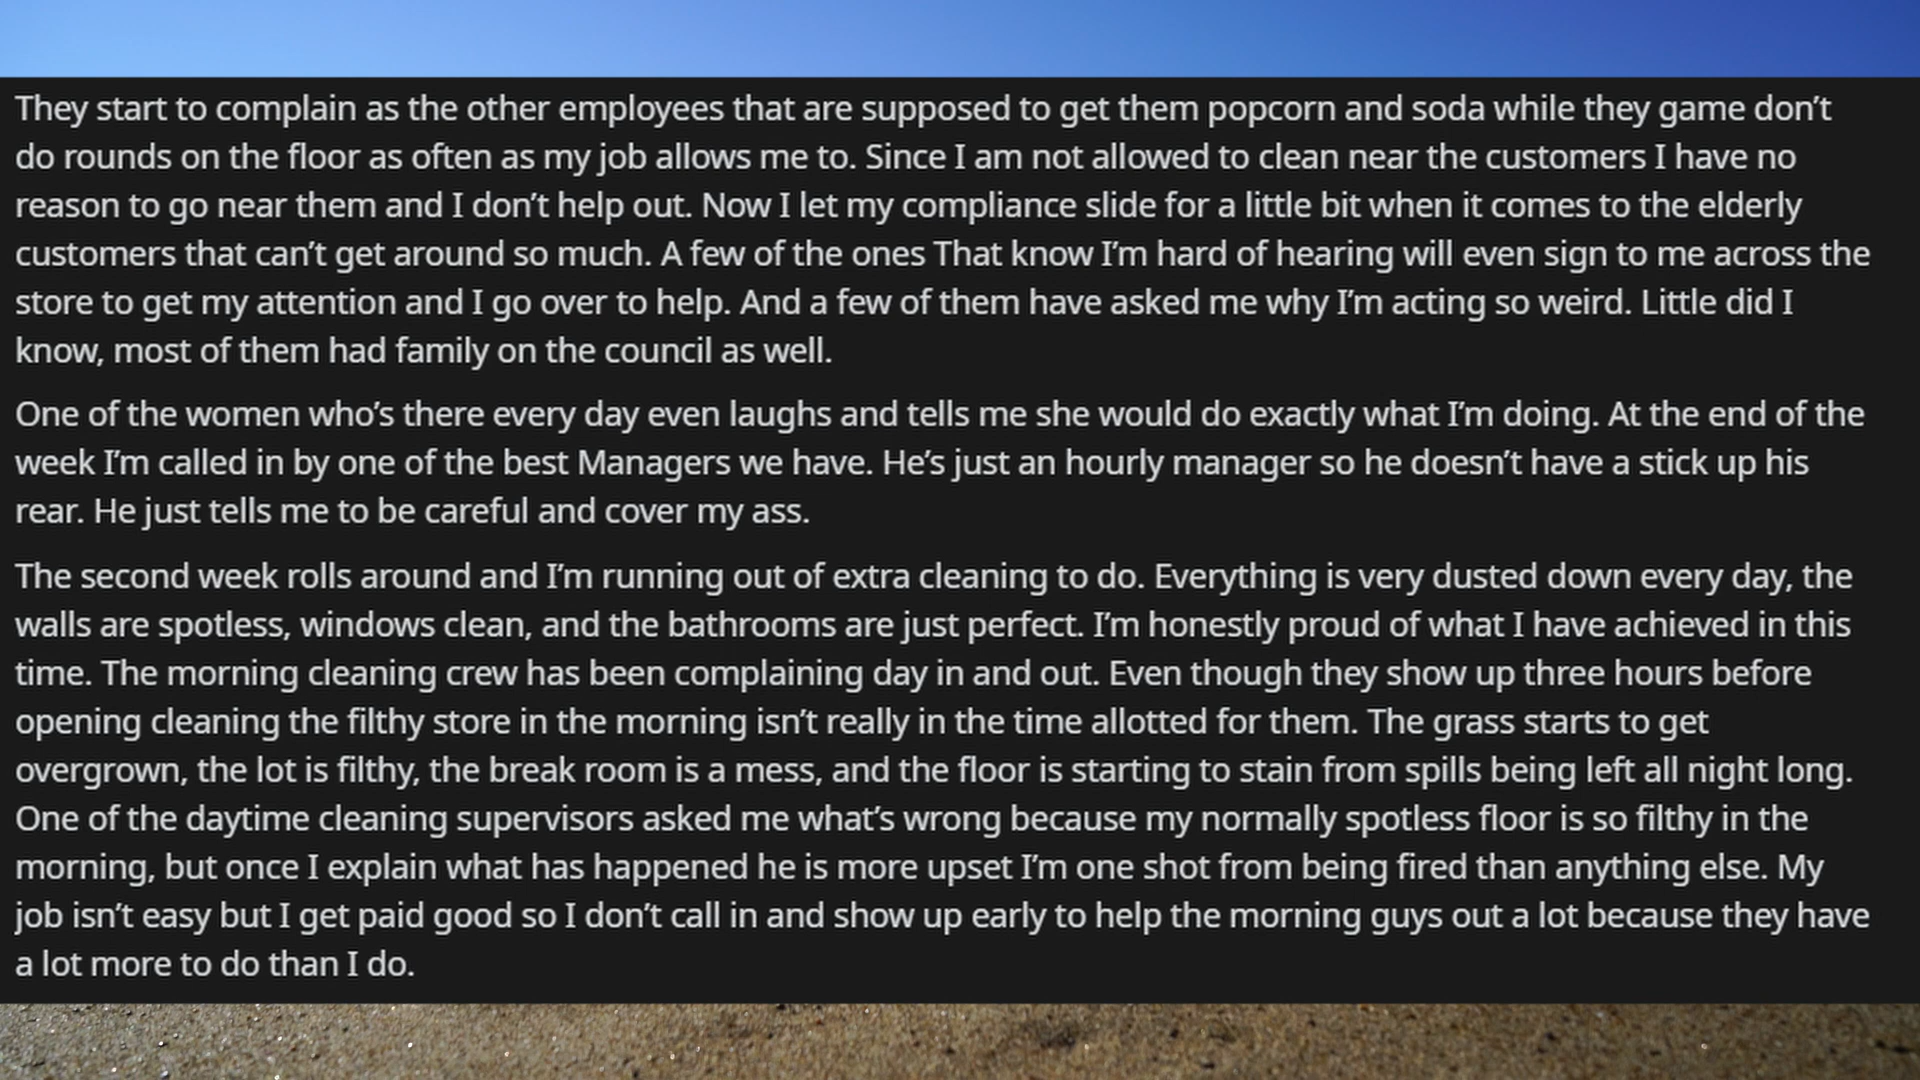 They start to complain as the other employees that are supposed to get them popcorn and soda while they game don’t
do rounds on the floor as often as my job allows me to. Since I am not allowed to clean near the customers I have no
reason to go near them and I don’t help out. Now I let my compliance slide for a little bit when it comes to the elderly
customers that can’t get around so much. A few of the ones That know I’m hard of hearing will even sign to me across the
store to get my attention and I go over to help. And a few of them have asked me why I’m acting so weird. Little did I
know, most of them had family on the council as well.
One of the women who’s there every day even laughs and tells me she would do exactly what I’m doing. At the end of the
week I’m called in by one of the best Managers we have. He’s just an hourly manager so he doesn’t have a stick up his
rear. He just tells me to be careful and cover my ass.
The second week rolls around and I’m running out of extra cleaning to do. Everything is very dusted down every day, the
walls are spotless, windows clean, and the bathrooms are just perfect. I’m honestly proud of what I have achieved in this
time. The morning cleaning crew has been complaining day in and out. Even though they show up three hours before
opening cleaning the filthy store in the morning isn’t really in the time allotted for them. The grass starts to get
overgrown, the lot is filthy, the break room is a mess, and the floor is starting to stain from spills being left all night long.
One of the daytime cleaning supervisors asked me what’s wrong because my normally spotless floor is so filthy in the
morning, but once I explain what has happened he is more upset I’m one shot from being fired than anything else. My
job isn’t easy but I get paid good so I don’t call in and show up early to help the morning guys out a lot because they have
a lot more to do than I do.